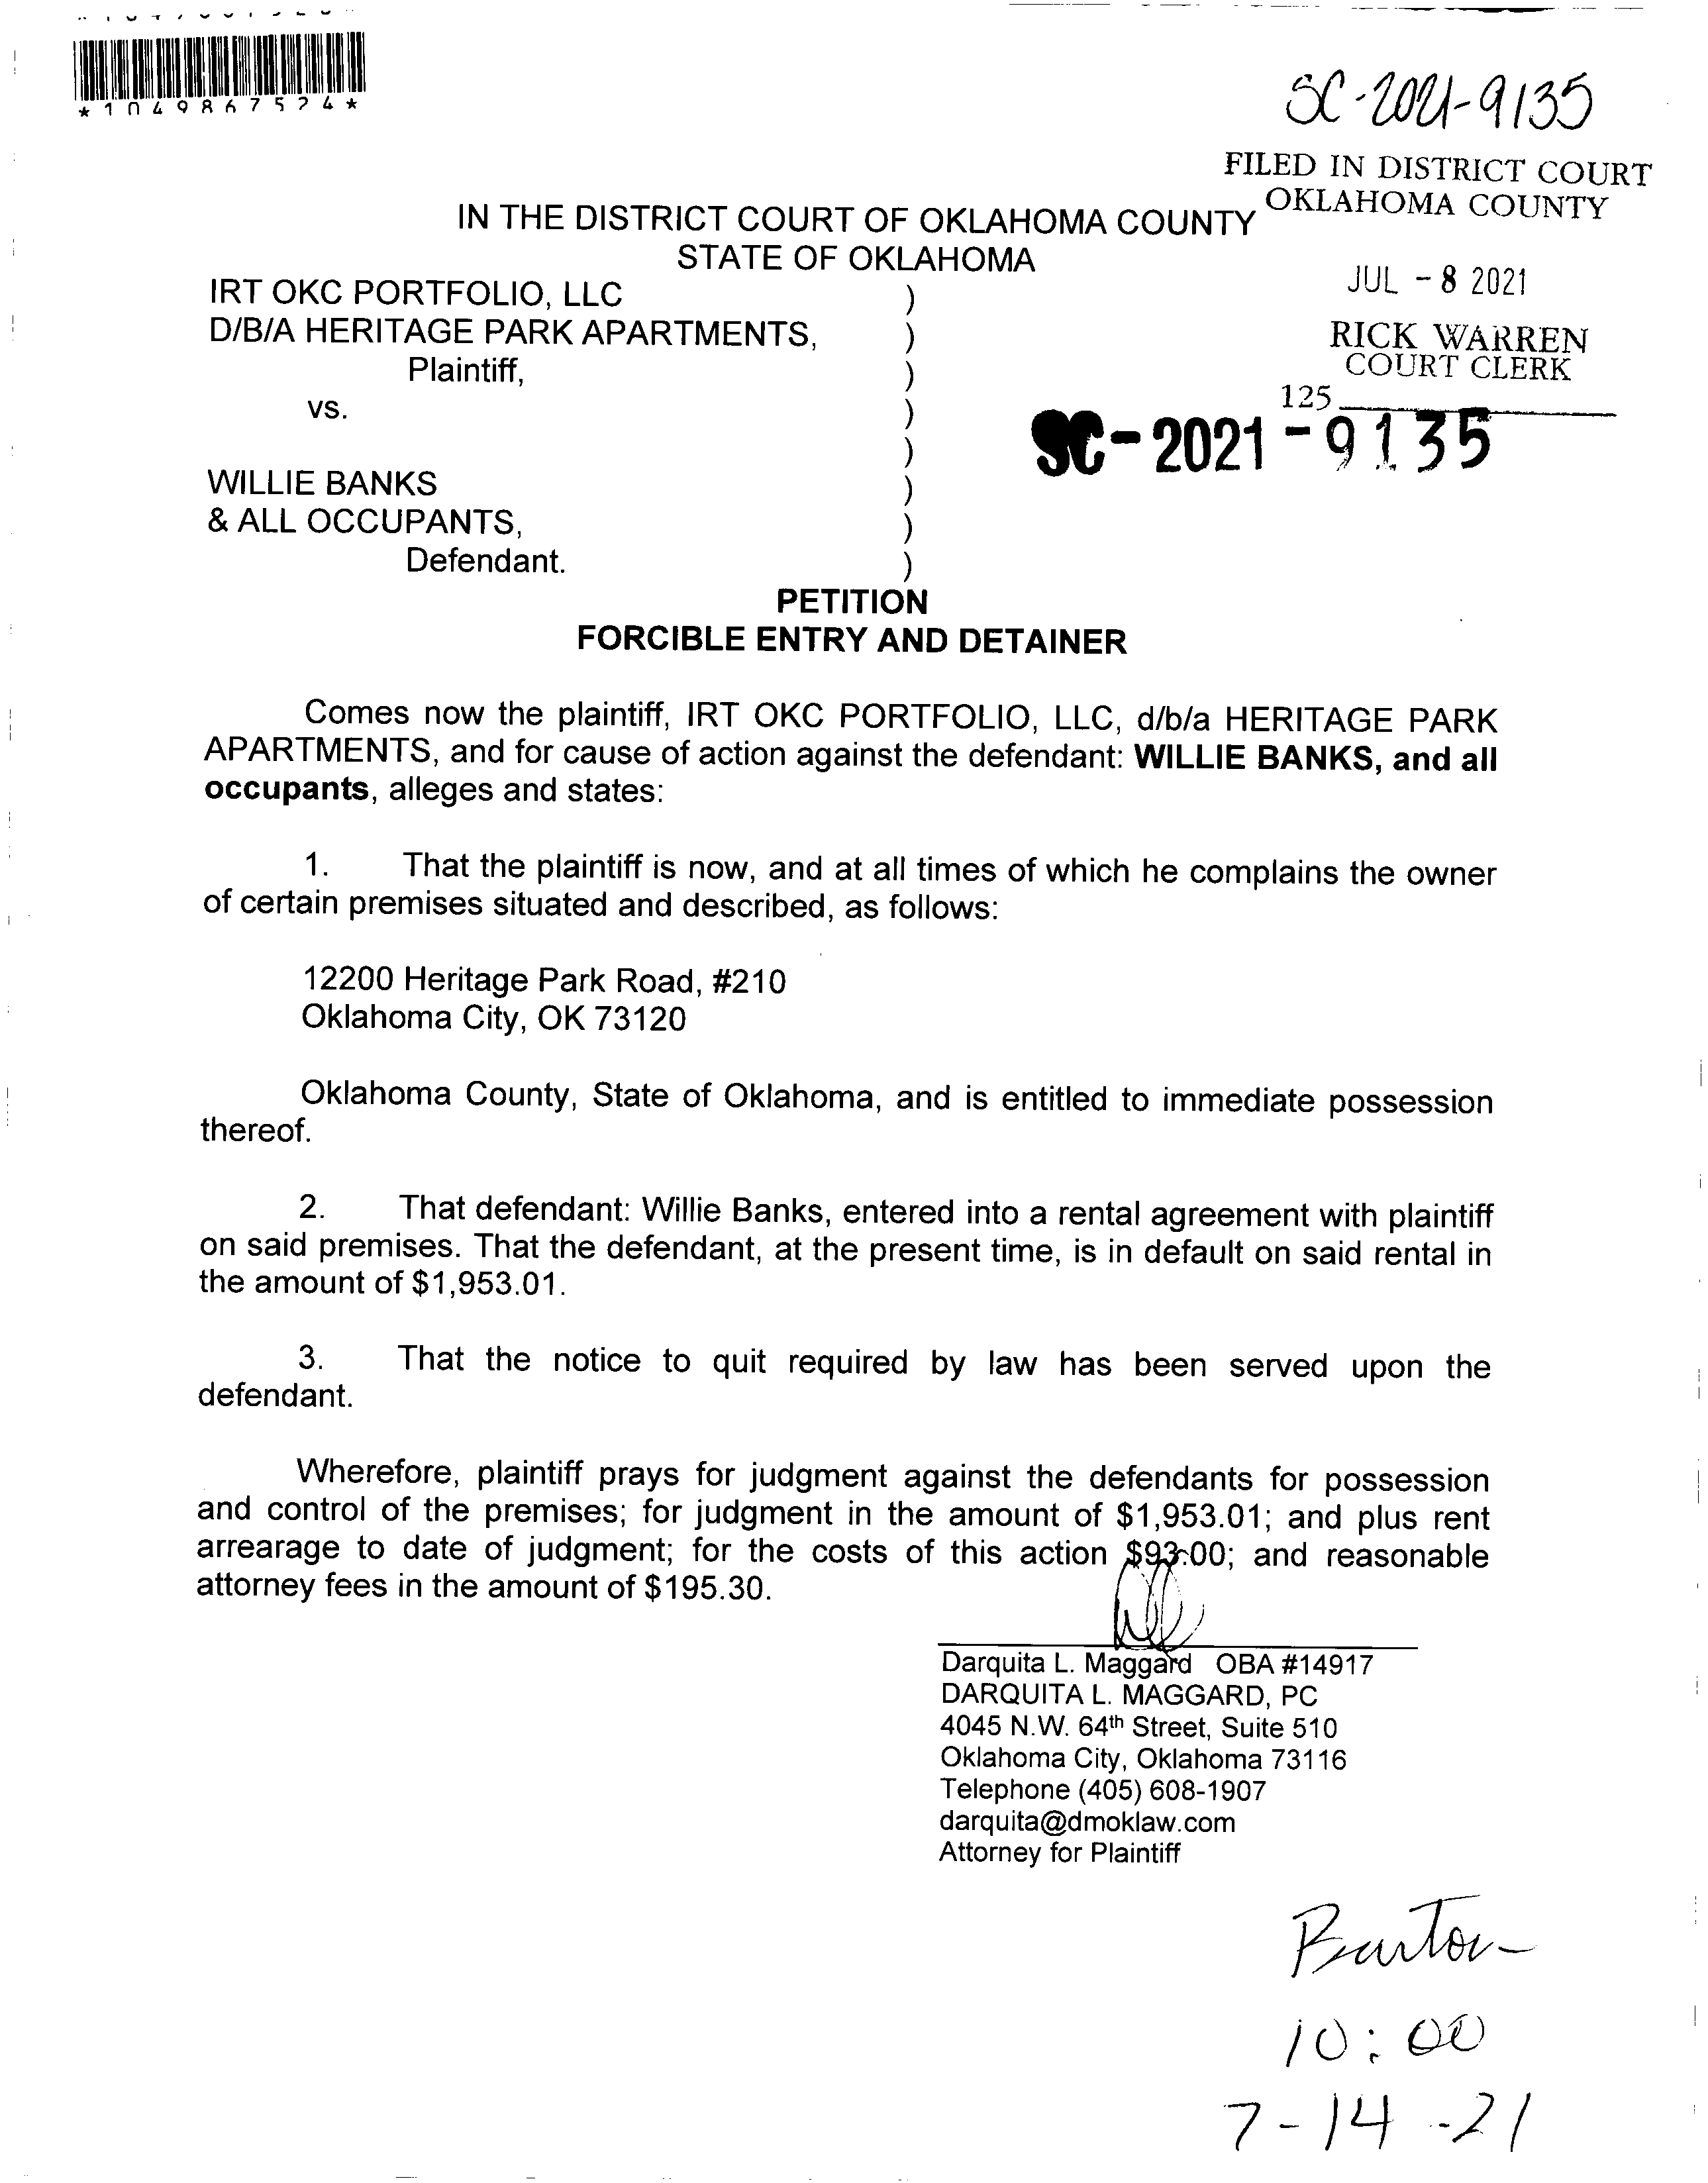 *1049867524*
SC-2021-9135
FILED IN DISTRICT COURT
OKLAHOMA COUNTY
IN THE DISTRICT COURT OF OKLAHOMA COUNTY
STATE OF OKLAHOMA
JUL - 8 2021
RICK WARREN
COURT CLERK
125
SC-2021-9135
IRT OKC PORTFOLIO, LLC )
D/B/A HERITAGE PARK APARTMENTS, )
Plaintiff, )
vs. )
)
WILLIE BANKS )
& ALL OCCUPANTS, )
Defendant. )
PETITION
FORCIBLE ENTRY AND DETAINER
Comes now the plaintiff, IRT OKC PORTFOLIO, LLC, d/b/a HERITAGE PARK
APARTMENTS, and for cause of action against the defendant: WILLIE BANKS, and all
occupants, alleges and states:
1. That the plaintiff is now, and at all times of which he complains the owner
of certain premises situated and described, as follows:
12200 Heritage Park Road, #210
Oklahoma City, OK 73120
Oklahoma County, State of Oklahoma, and is entitled to immediate possession
thereof.
2. That defendant: Willie Banks, entered into a rental agreement with plaintiff
on said premises. That the defendant, at the present time, is in default on said rental in
the amount of $1,953.01.
3. That the notice to quit required by law has been served upon the
defendant.
Wherefore, plaintiff prays for judgment against the defendants for possession
and control of the premises; for judgment in the amount of $1,953.01; and plus rent
arrearage to date of judgment; for the costs of this action $93.00; and reasonable
attorney fees in the amount of $195.30.
Darquita L. Maggard OBA #14917
DARQUITA L. MAGGARD, PC
4045 N.W. 64th Street, Suite 510
Oklahoma City, Oklahoma 73116
Telephone (405) 608-1907
darquita@dmoklaw.com
Attorney for Plaintiff
Burton
10:00
7-14-21